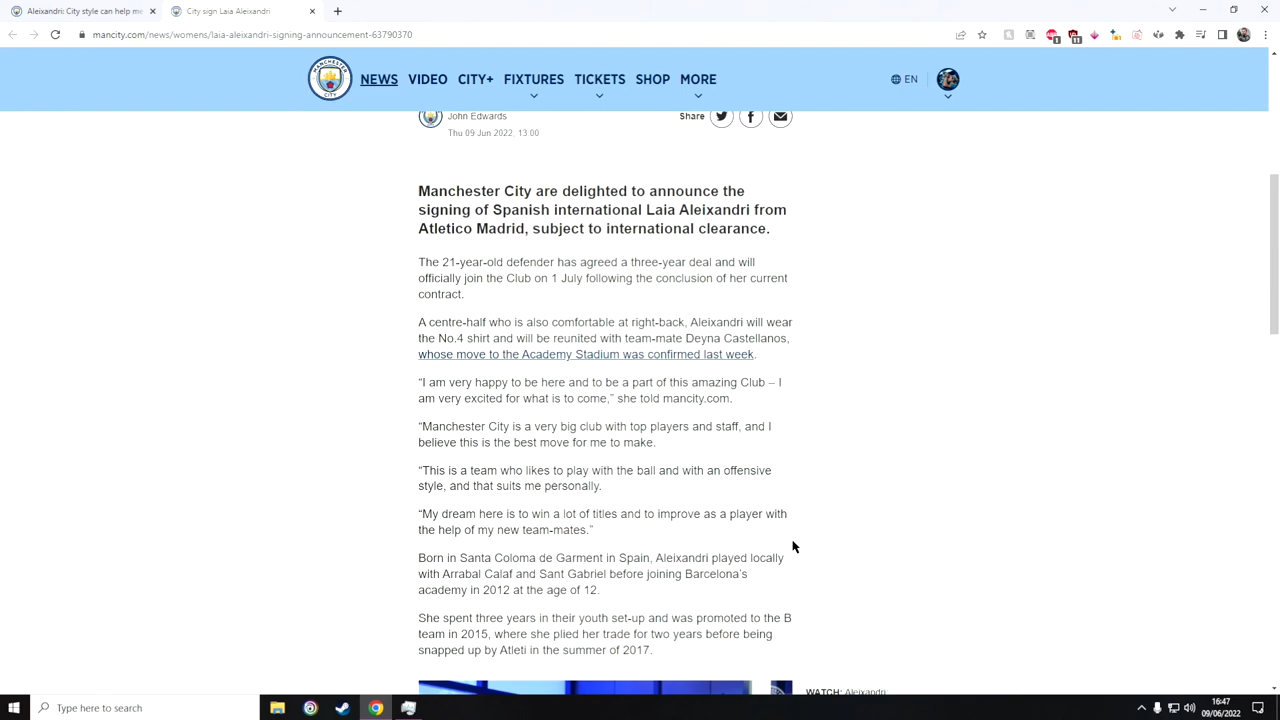 Aleixandri: City style can help me
City sign Laia Aleixandri
mancity.com/news/womens/laia-aleixandri-signing-announcement-63790370
1
11
MANCHESTER
CITY
NEWS VIDEO CITY+ FIXTURES TICKETS SHOP MORE
EN
John Edwards
Share
Thu 09 Jun 2022, 13:00
Manchester City are delighted to announce the
signing of Spanish international Laia Aleixandri from
Atletico Madrid, subject to international clearance.
The 21-year-old defender has agreed a three-year deal and will
officially join the Club on 1 July following the conclusion of her current
contract.
A centre-half who is also comfortable at right-back, Aleixandri will wear
the No.4 shirt and will be reunited with team-mate Deyna Castellanos,
whose move to the Academy Stadium was confirmed last week.
“I am very happy to be here and to be a part of this amazing Club – I
am very excited for what is to come,” she told mancity.com.
“Manchester City is a very big club with top players and staff, and I
believe this is the best move for me to make.
“This is a team who likes to play with the ball and with an offensive
style, and that suits me personally.
“My dream here is to win a lot of titles and to improve as a player with
the help of my new team-mates.”
Born in Santa Coloma de Garment in Spain, Aleixandri played locally
with Arrabal Calaf and Sant Gabriel before joining Barcelona’s
academy in 2012 at the age of 12.
She spent three years in their youth set-up and was promoted to the B
team in 2015, where she plied her trade for two years before being
snapped up by Atleti in the summer of 2017.
WATCH: Aleixandri
Type here to search
16:47
09/06/2022